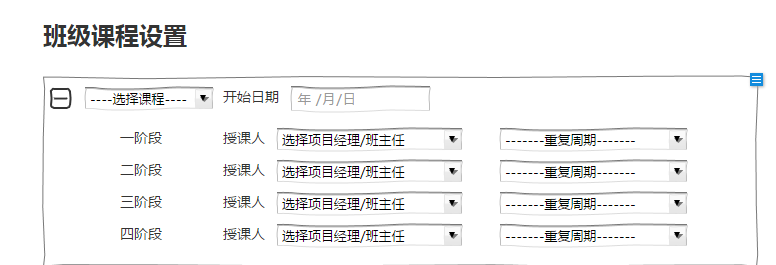 班级课程设置
----选择课程---- 开始日期 年 /月/日
一阶段 授课人 选择项目经理/班主任 -------重复周期-------
二阶段 授课人 选择项目经理/班主任 -------重复周期-------
三阶段 授课人 选择项目经理/班主任 -------重复周期-------
四阶段 授课人 选择项目经理/班主任 -------重复周期-------